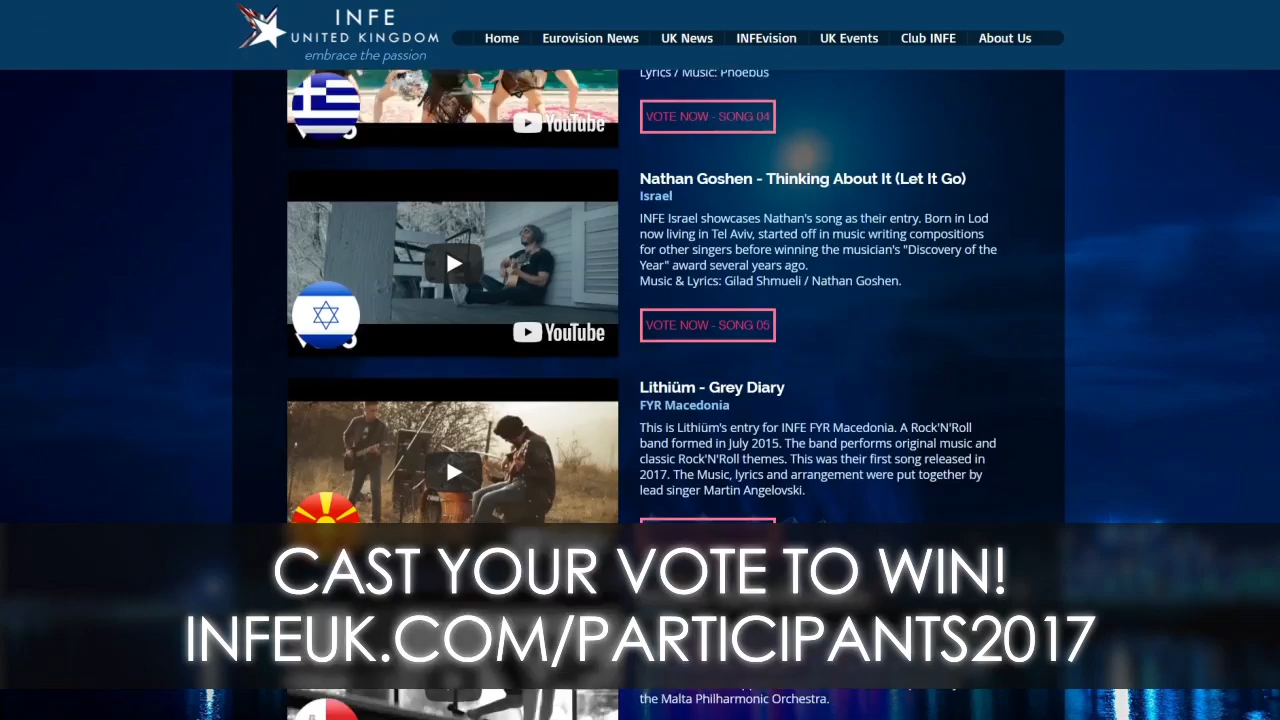 INFE
UNITED KINGDOM
embrace the passion
Home Eurovision News UK News INFEvision UK Events Club INFE About Us
Lyrics / Music: Phoebus
YouTube
VOTE NOW - SONG 04
Nathan Goshen - Thinking About It (Let It Go)
Israel
INFE Israel showcases Nathan's song as their entry. Born in Lod
now living in Tel Aviv, started off in music writing compositions
for other singers before winning the musician's "Discovery of the
Year" award several years ago.
Music & Lyrics: Gilad Shmueli / Nathan Goshen.
YouTube
VOTE NOW - SONG 05
Lithiüm - Grey Diary
FYR Macedonia
This is Lithiüm's entry for INFE FYR Macedonia. A Rock'N'Roll
band formed in July 2015. The band performs original music and
classic Rock'N'Roll themes. This was their first song released in
2017. The Music, lyrics and arrangement were put together by
lead singer Martin Angelovski.
CAST YOUR VOTE TO WIN!
INFEUK.COM/PARTICIPANTS2017
the Malta Philharmonic Orchestra.